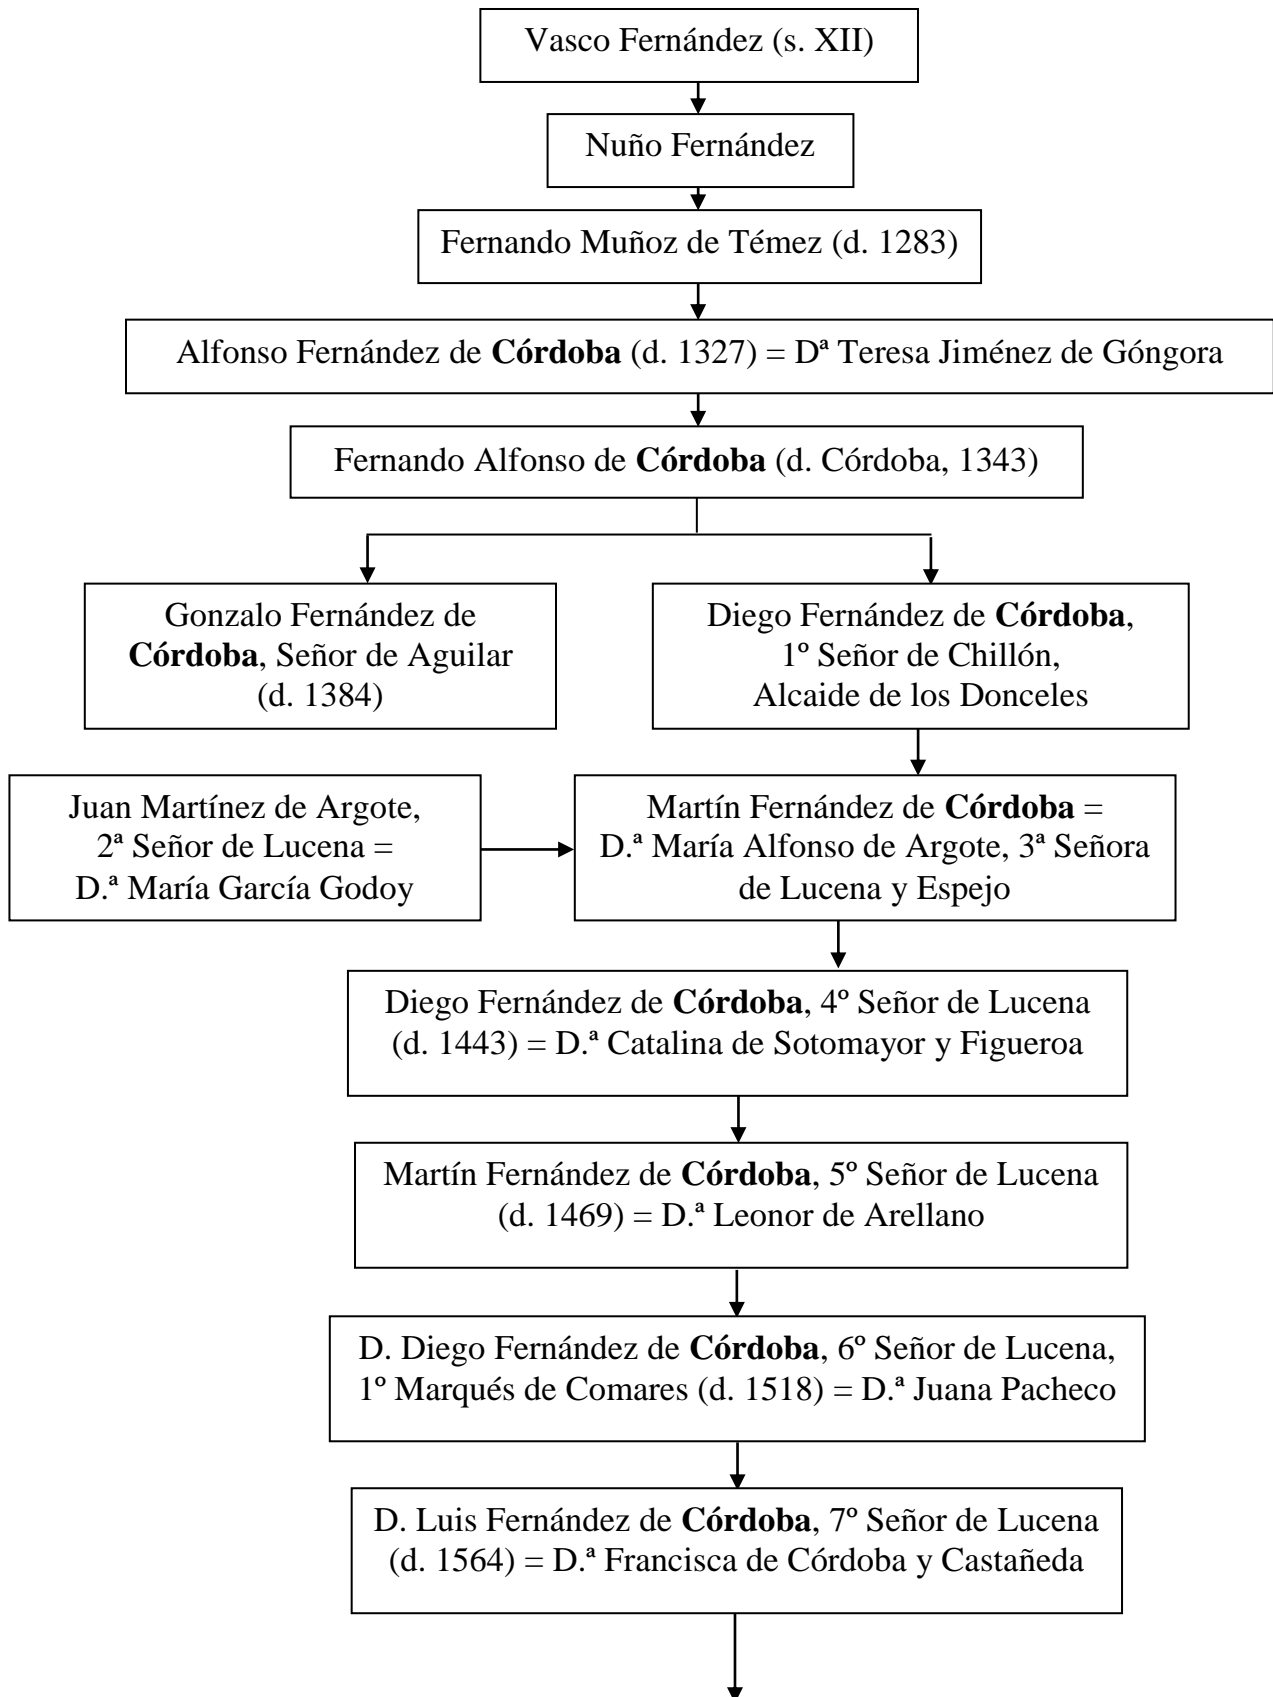 Vasco Fernández (s. XII)
Nuño Fernández
Fernando Muñoz de Témez (d. 1283)
Alfonso Fernández de Córdoba (d. 1327) = Dª Teresa Jiménez de Góngora
Fernando Alfonso de Córdoba (d. Córdoba, 1343)
Gonzalo Fernández de
Córdoba, Señor de Aguilar
(d. 1384)
Diego Fernández de Córdoba,
1º Señor de Chillón,
Alcaide de los Donceles
Juan Martínez de Argote,
2ª Señor de Lucena =
D.ª María García Godoy
Martín Fernández de Córdoba =
D.ª María Alfonso de Argote, 3ª Señora
de Lucena y Espejo
Diego Fernández de Córdoba, 4º Señor de Lucena
(d. 1443) = D.ª Catalina de Sotomayor y Figueroa
Martín Fernández de Córdoba, 5º Señor de Lucena
(d. 1469) = D.ª Leonor de Arellano
D. Diego Fernández de Córdoba, 6º Señor de Lucena,
1º Marqués de Comares (d. 1518) = D.ª Juana Pacheco
D. Luis Fernández de Córdoba, 7º Señor de Lucena
(d. 1564) = D.ª Francisca de Córdoba y Castañeda